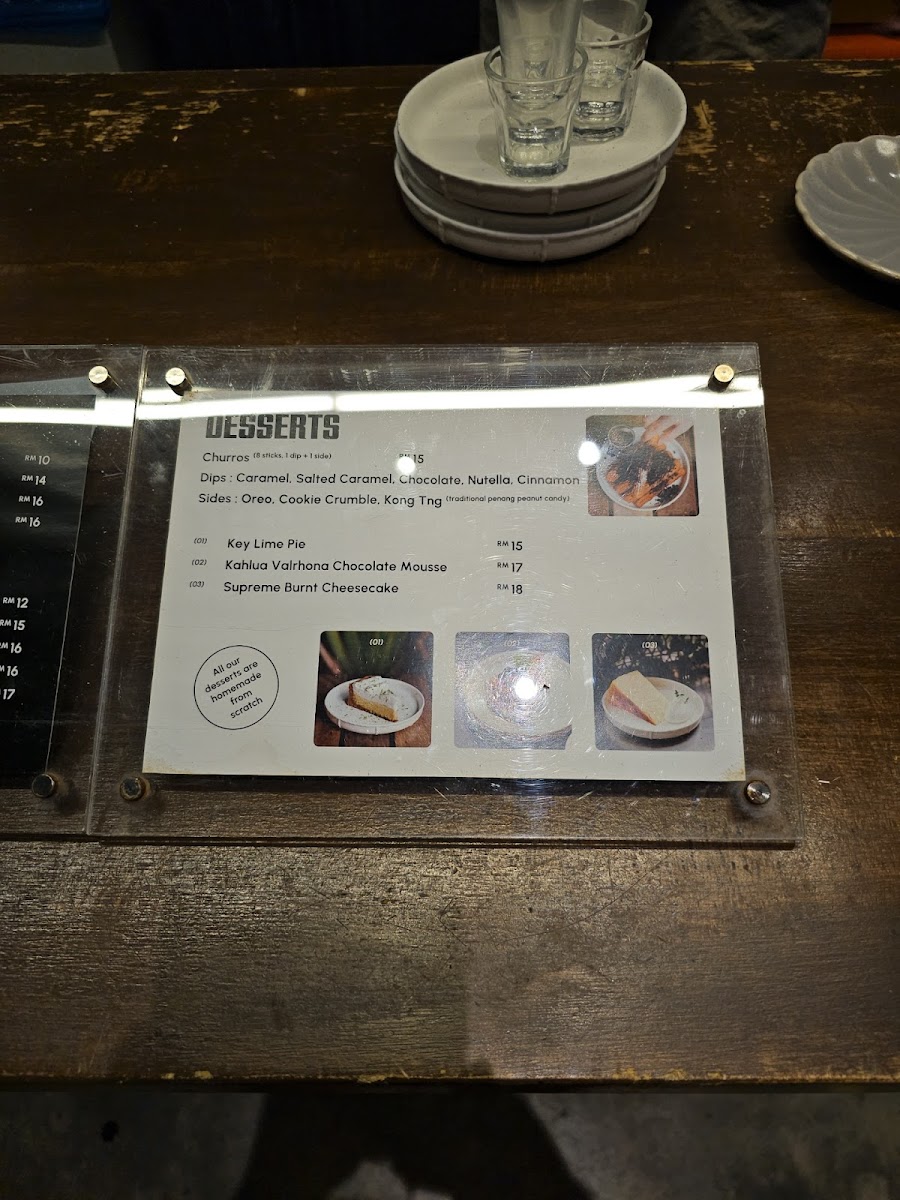 RM 10
RM 14
RM 16
RM 16
RM 12
RM 15
RM 16
RM 16
17
DESSERTS
Churros (8 sticks, 1 dip + 1 side) RM 15
Dips : Caramel, Salted Caramel, Chocolate, Nutella, Cinnamon
Sides : Oreo, Cookie Crumble, Kong Tng (traditional penang peanut candy)
(01) Key Lime Pie RM 15
(02) Kahlua Valrhona Chocolate Mousse RM 17
(03) Supreme Burnt Cheesecake RM 18
All our
desserts are
homemade
from
scratch
(01)
(03)